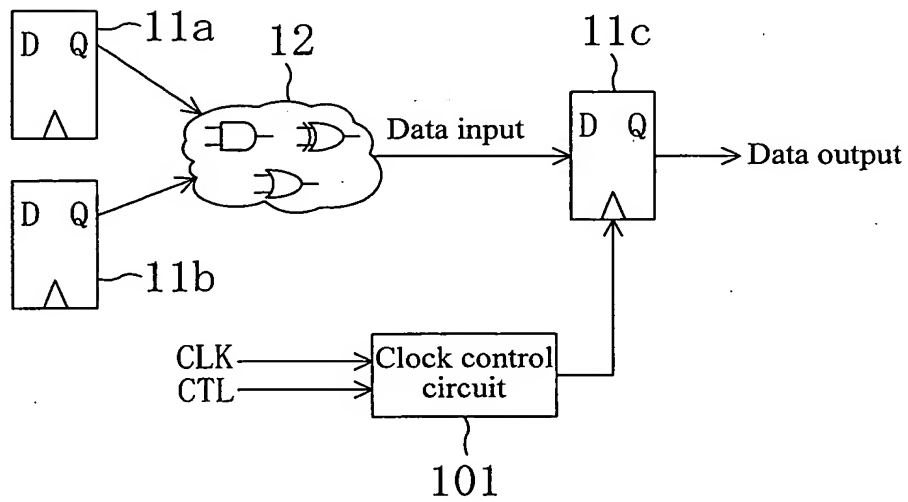 11a
D Q
12
11c
D Q
Data input
Data output
D Q
11b
CLK
CTL
Clock control
circuit
101